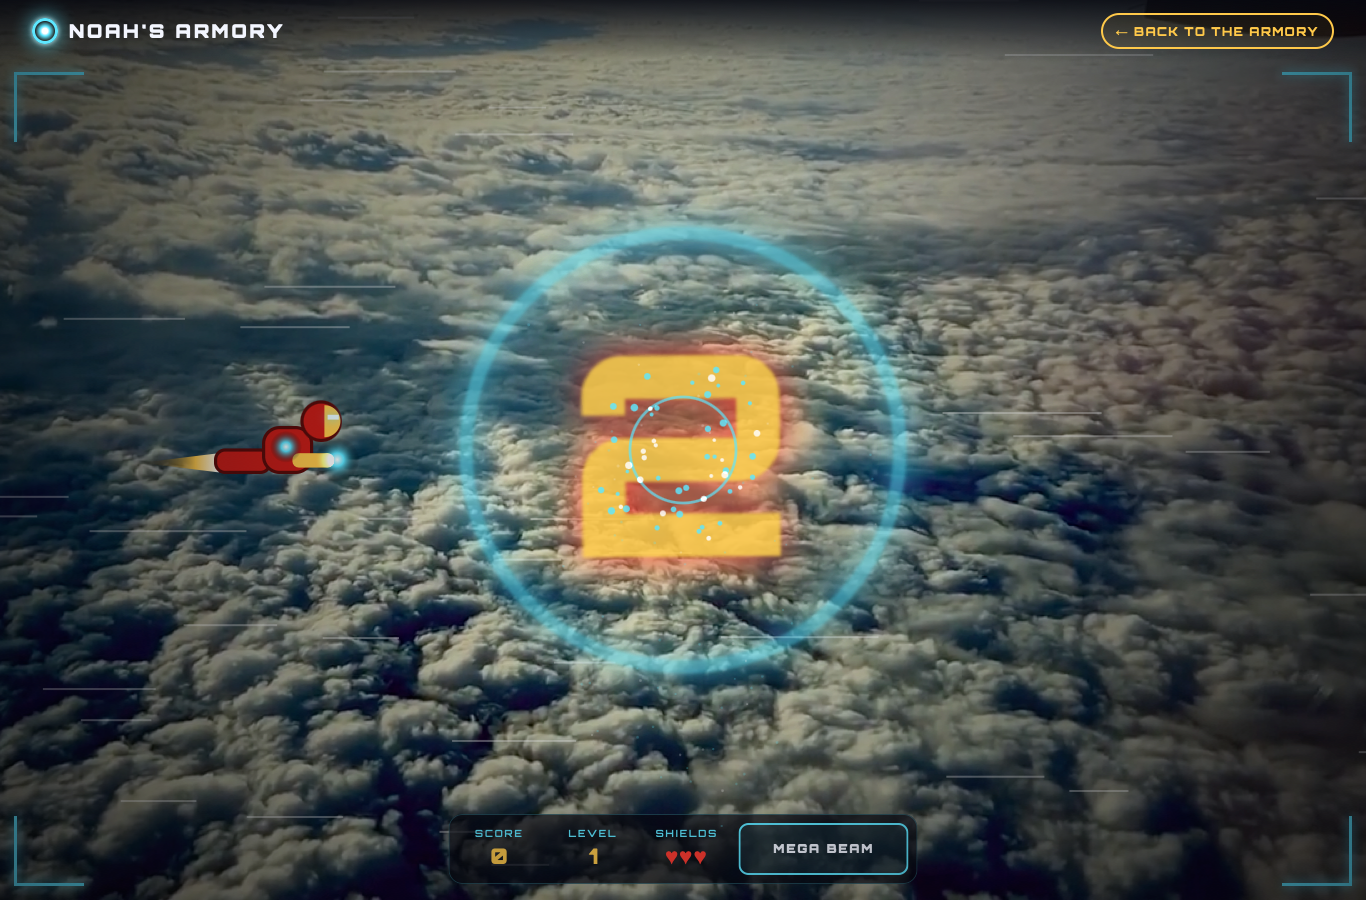 NOAH'S ARMORY
← BACK TO THE ARMORY
2
SCORE
0
LEVEL
1
SHIELDS
♥♥♥
MEGA BEAM